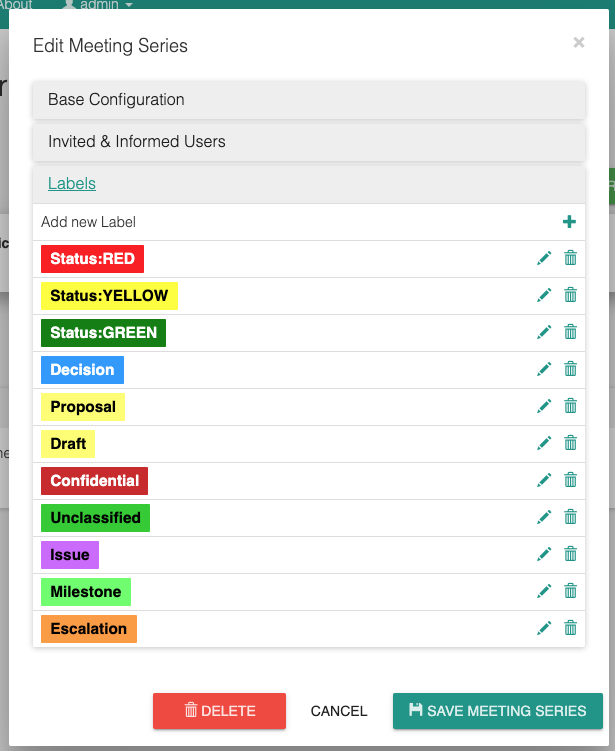 About admin
Edit Meeting Series ×
Base Configuration
Invited & Informed Users
Labels
Add new Label
Status:RED
Status:YELLOW
Status:GREEN
Decision
Proposal
Draft
Confidential
Unclassified
Issue
Milestone
Escalation
DELETE CANCEL SAVE MEETING SERIES